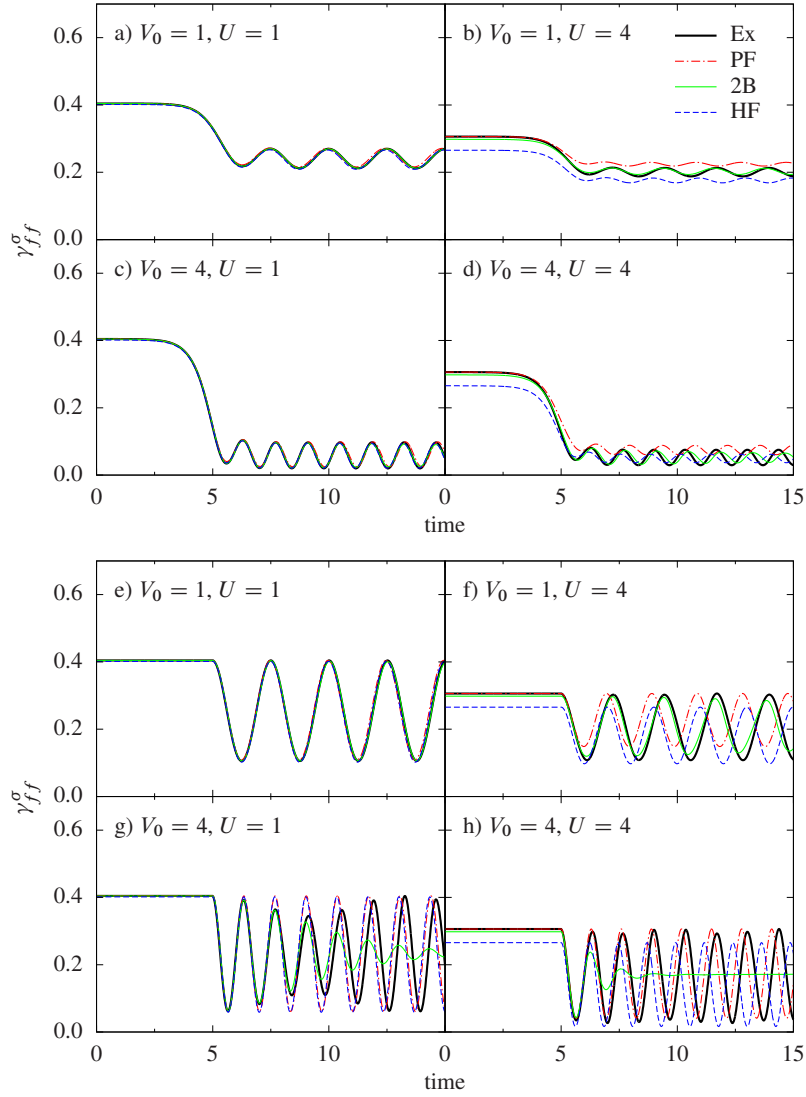 0.6
a) V₀ = 1, U = 1
b) V₀ = 1, U = 4
Ex
PF
2B
HF
0.4
0.2
0.0
γ^σ_ff
c) V₀ = 4, U = 1
d) V₀ = 4, U = 4
0.6
0.4
0.2
0.0
0 5 10 0 5 10 15
time time
0.6
e) V₀ = 1, U = 1
f) V₀ = 1, U = 4
0.4
0.2
0.0
γ^σ_ff
g) V₀ = 4, U = 1
h) V₀ = 4, U = 4
0.6
0.4
0.2
0.0
0 5 10 0 5 10 15
time time